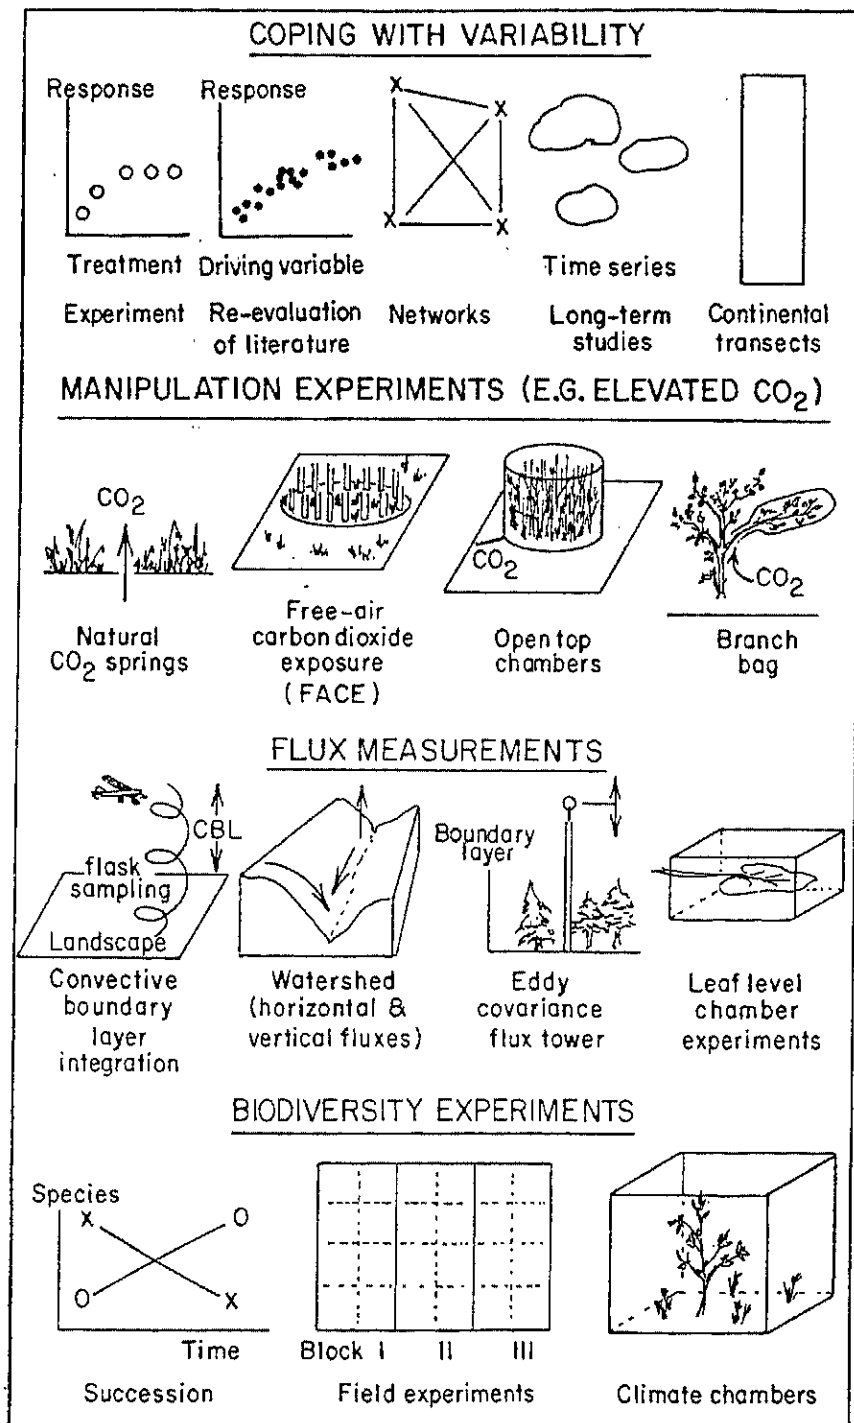 COPING WITH VARIABILITY
Response
Response
X
X
X
X
Treatment
Driving variable
Time series
Experiment
Re-evaluation
of literature
Networks
Long-term
studies
Continental
transects
MANIPULATION EXPERIMENTS (E.G. ELEVATED CO₂)
CO₂
CO₂
CO₂
Natural
CO₂ springs
Free-air
carbon dioxide
exposure
(FACE)
Open top
chambers
Branch
bag
FLUX MEASUREMENTS
CBL
flask
sampling
Landscape
Boundary
layer
Convective
boundary
layer
integration
Watershed
(horizontal &
vertical fluxes)
Eddy
covariance
flux tower
Leaf level
chamber
experiments
BIODIVERSITY EXPERIMENTS
Species
X
O
O
X
Time
Block I II III
Succession
Field experiments
Climate chambers